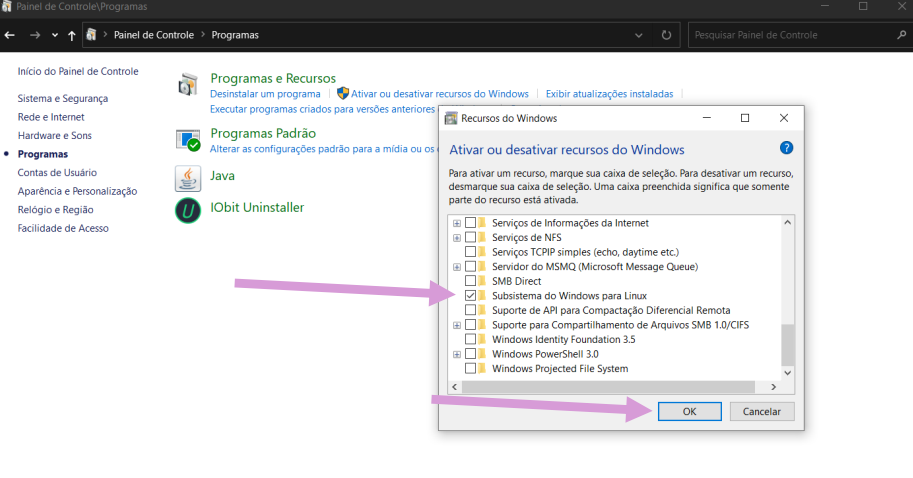 Painel de Controle\Programas
Painel de Controle > Programas
Pesquisar Painel de Controle
Início do Painel de Controle
Sistema e Segurança
Rede e Internet
Hardware e Sons
Programas
Contas de Usuário
Aparência e Personalização
Relógio e Região
Facilidade de Acesso
Programas e Recursos
Desinstalar um programa | Ativar ou desativar recursos do Windows | Exibir atualizações instaladas
Executar programas criados para versões anteriores
Programas Padrão
Alterar as configurações padrão para a mídia ou os
Java
IObit Uninstaller
Recursos do Windows
Ativar ou desativar recursos do Windows
?
Para ativar um recurso, marque sua caixa de seleção. Para desativar um recurso,
desmarque sua caixa de seleção. Uma caixa preenchida significa que somente
parte do recurso está ativada.
Serviços de Informações da Internet
Serviços de NFS
Serviços TCPIP simples (echo, daytime etc.)
Servidor do MSMQ (Microsoft Message Queue)
SMB Direct
Subsistema do Windows para Linux
Suporte de API para Compactação Diferencial Remota
Suporte para Compartilhamento de Arquivos SMB 1.0/CIFS
Windows Identity Foundation 3.5
Windows PowerShell 3.0
Windows Projected File System
OK
Cancelar